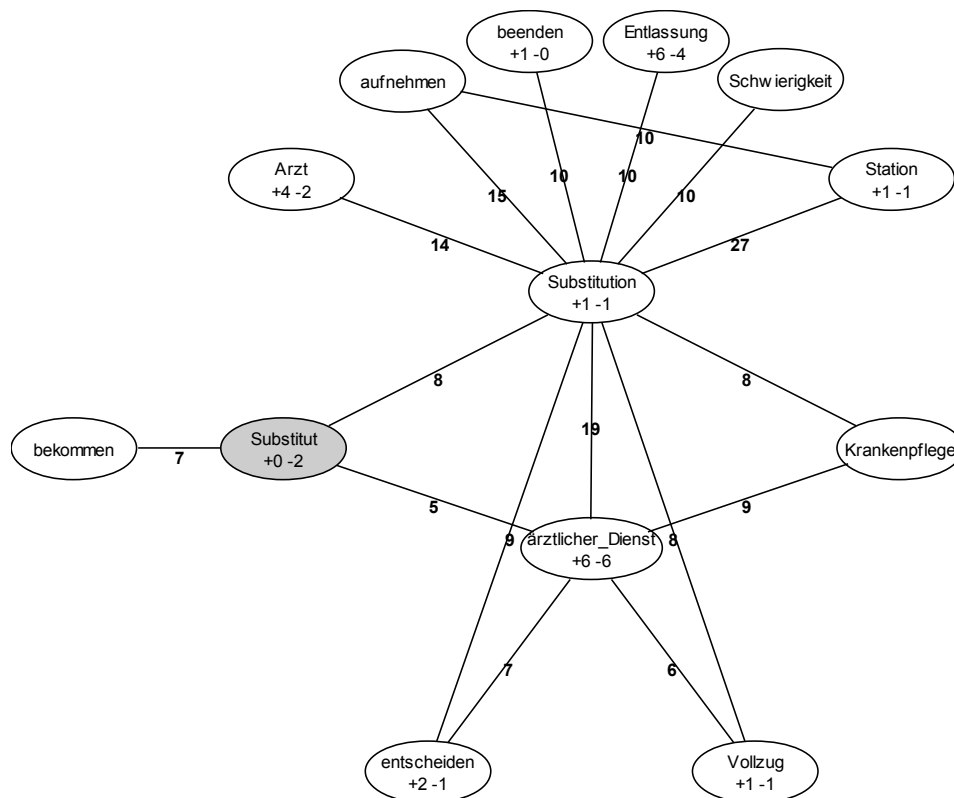 beenden
+1 -0
Entlassung
+6 -4
aufnehmen
Schwierigkeit
10
Arzt
+4 -2
Station
+1 -1
15
10
10
10
14
27
Substitution
+1 -1
8
8
bekommen
7
Substitut
+0 -2
19
Krankenpflege
5
9
9
ärztlicher_Dienst
+6 -6
8
7
6
entscheiden
+2 -1
Vollzug
+1 -1